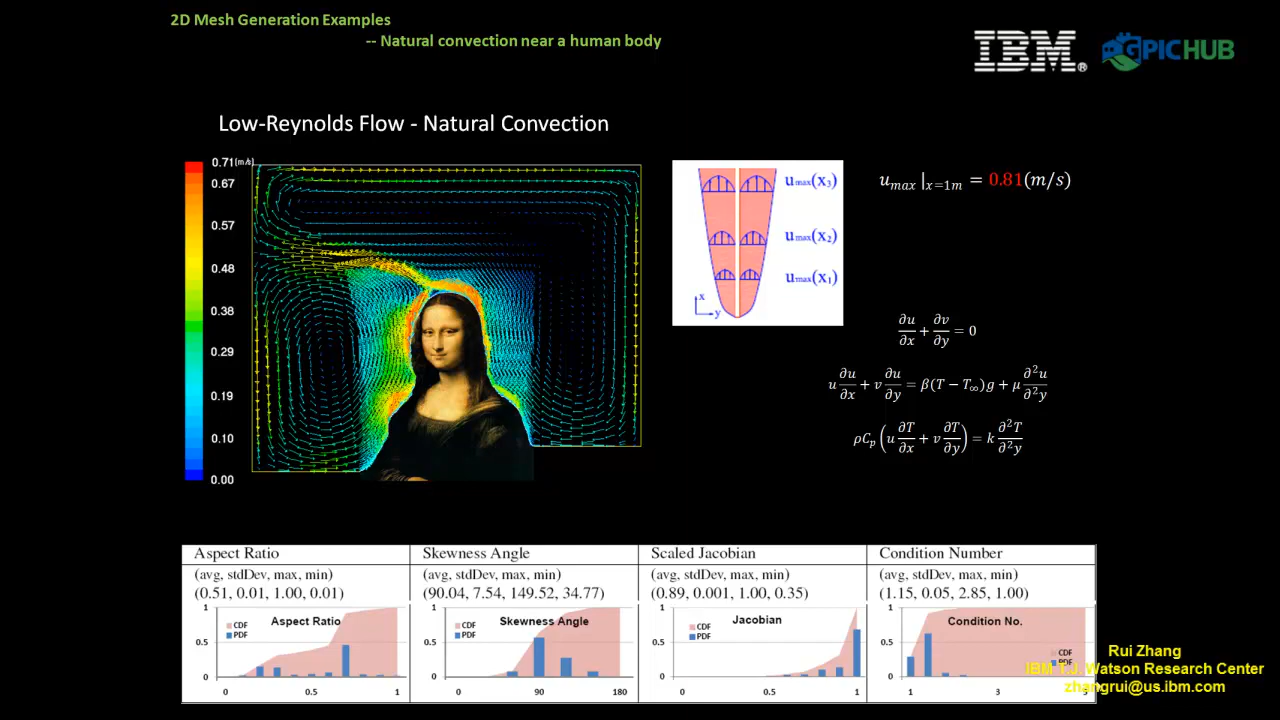 2D Mesh Generation Examples
-- Natural convection near a human body
IBM®
GPICHUB
Low-Reynolds Flow - Natural Convection
0.71(m/s)
0.67
0.57
0.48
0.38
0.29
0.19
0.10
0.00
umax(x3)
umax(x2)
umax(x1)
x
y
u_max |_x=1m = 0.81(m/s)
∂u/∂x + ∂v/∂y = 0
u ∂u/∂x + v ∂u/∂y = β(T − T∞)g + μ ∂²u/∂²y
ρC_p (u ∂T/∂x + v ∂T/∂y) = k ∂²T/∂²y
Aspect Ratio Skewness Angle Scaled Jacobian Condition Number
(avg, stdDev, max, min) (avg, stdDev, max, min) (avg, stdDev, max, min) (avg, stdDev, max, min)
(0.51, 0.01, 1.00, 0.01) (90.04, 7.54, 149.52, 34.77) (0.89, 0.001, 1.00, 0.35) (1.15, 0.05, 2.85, 1.00)
1
CDF
PDF
Aspect Ratio
0.5
0
0 0.5 1
1
CDF
PDF
Skewness Angle
0.5
0
0 90 180
1
CDF
PDF
Jacobian
0.5
0
0 0.5 1
1
Condition No.
0.5
CDF
PDF
0
1 3
Rui Zhang
IBM T.J. Watson Research Center
zhangrui@us.ibm.com